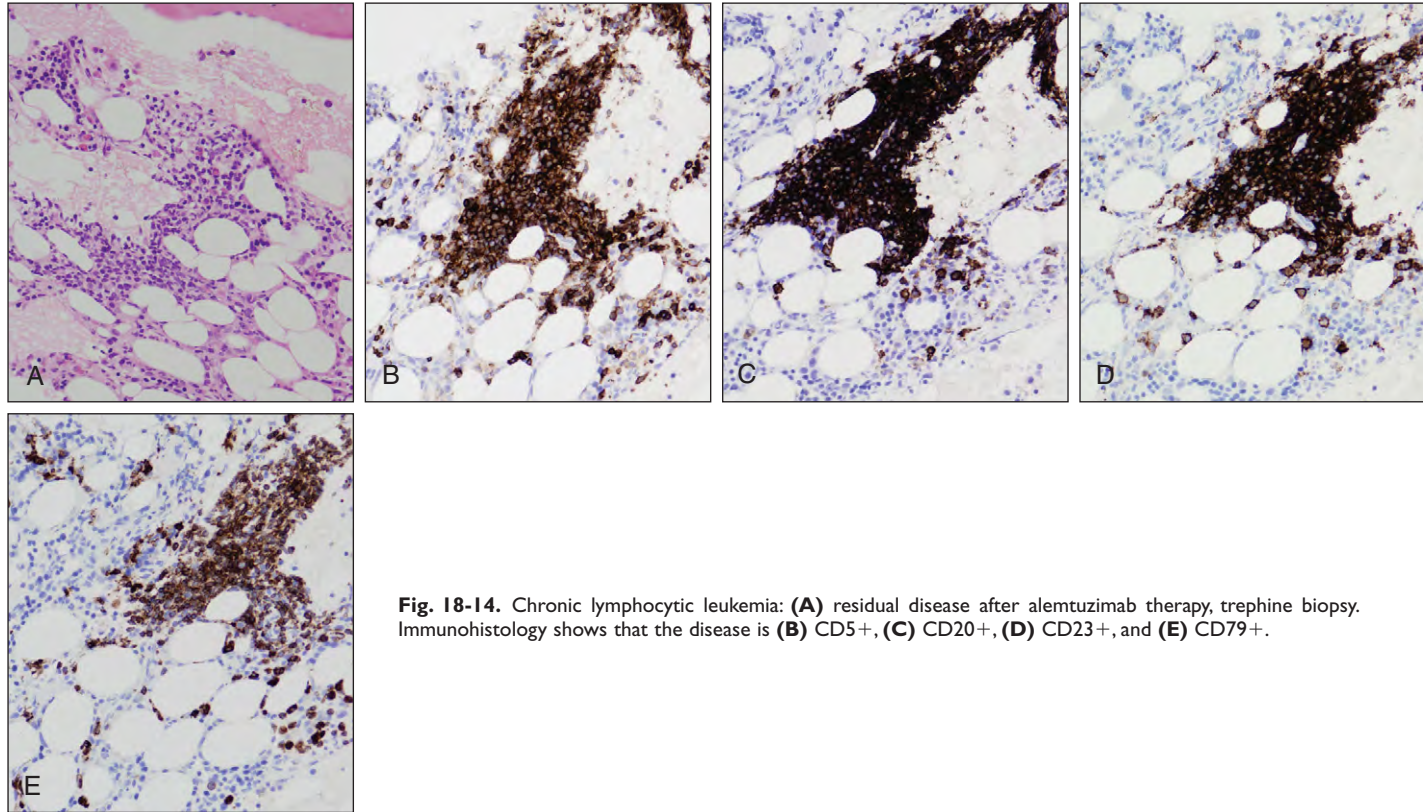 A
B
C
D
E
Fig. 18-14. Chronic lymphocytic leukemia: (A) residual disease after alemtuzimab therapy, trephine biopsy.
Immunohistology shows that the disease is (B) CD5+, (C) CD20+, (D) CD23+, and (E) CD79+.